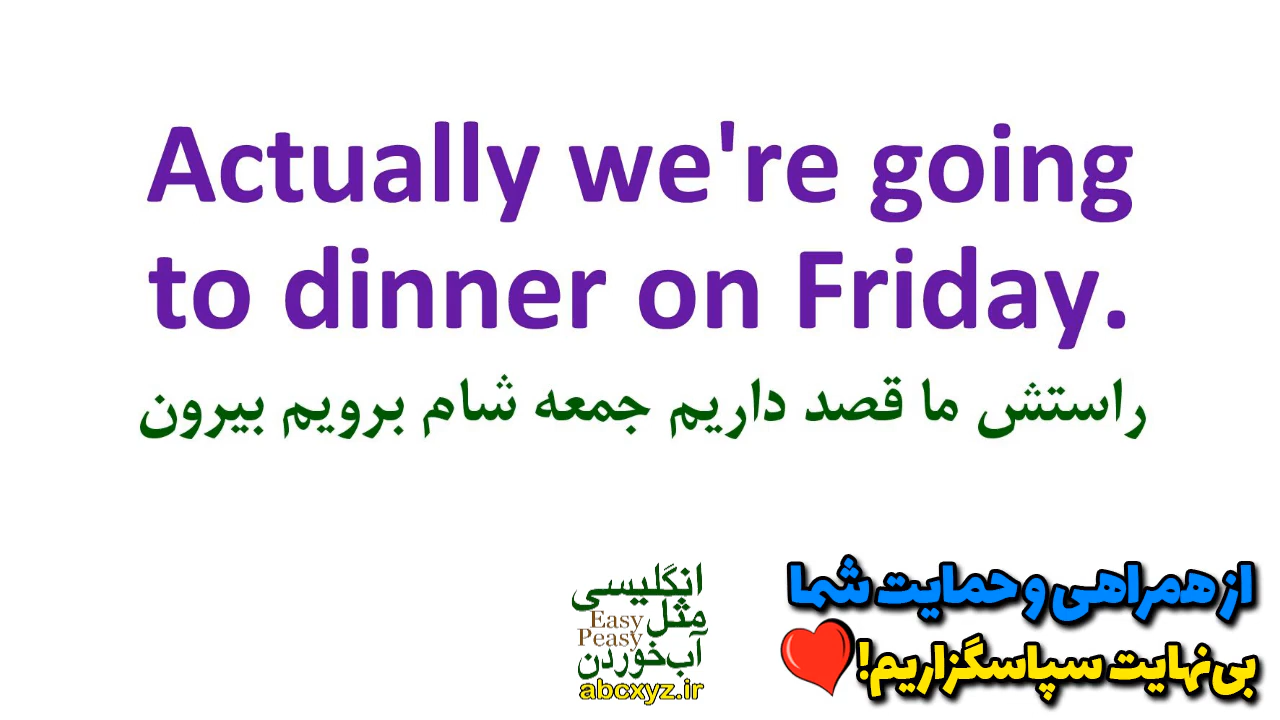 Actually we're going
to dinner on Friday.
راستش ما قصد داریم جمعه شام برویم بیرون
انگلیسی
مثل
Easy
Peasy
آب‌خوردن
abcxyz.ir
از همراهی و حمایت شما
بی‌نهایت سپاسگزاریم!